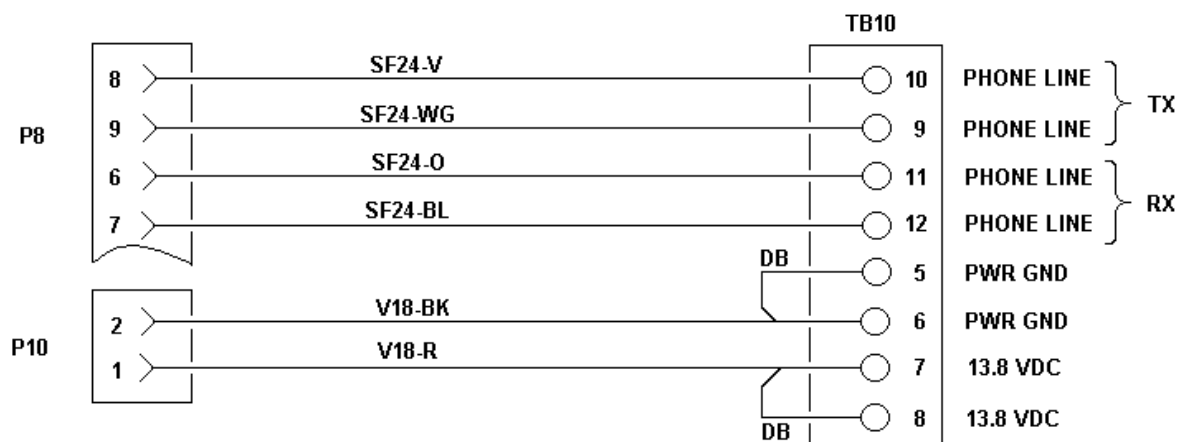 TB10
8 SF24-V 10 PHONE LINE
TX
9 SF24-WG 9 PHONE LINE
P8
6 SF24-O 11 PHONE LINE
RX
7 SF24-BL 12 PHONE LINE
DB 5 PWR GND
2 V18-BK 6 PWR GND
P10
1 V18-R 7 13.8 VDC
DB 8 13.8 VDC